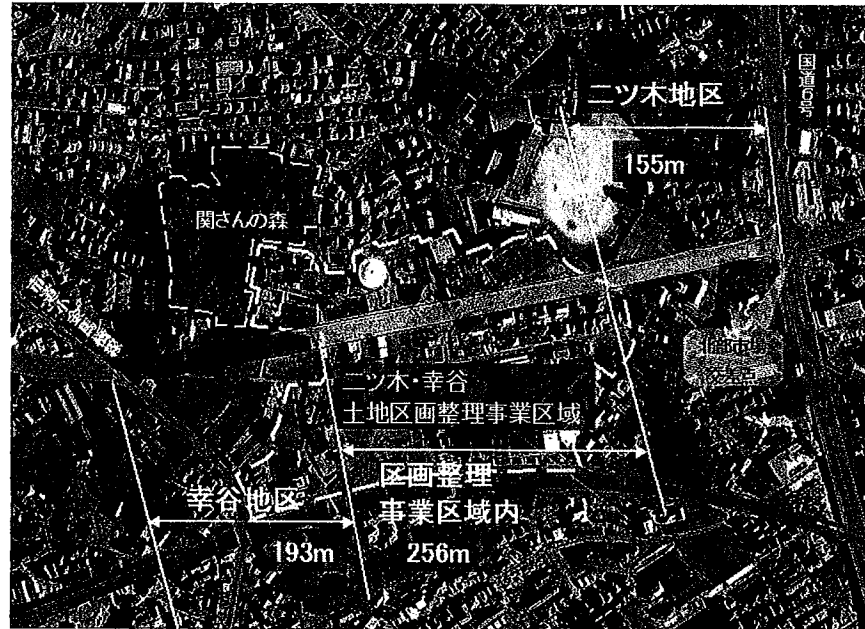 二ツ木地区
国道6号
155m
関さんの森
二ツ木・幸谷
土地区画整理事業区域
区画整理
事業区域内
幸谷地区
193m
256m